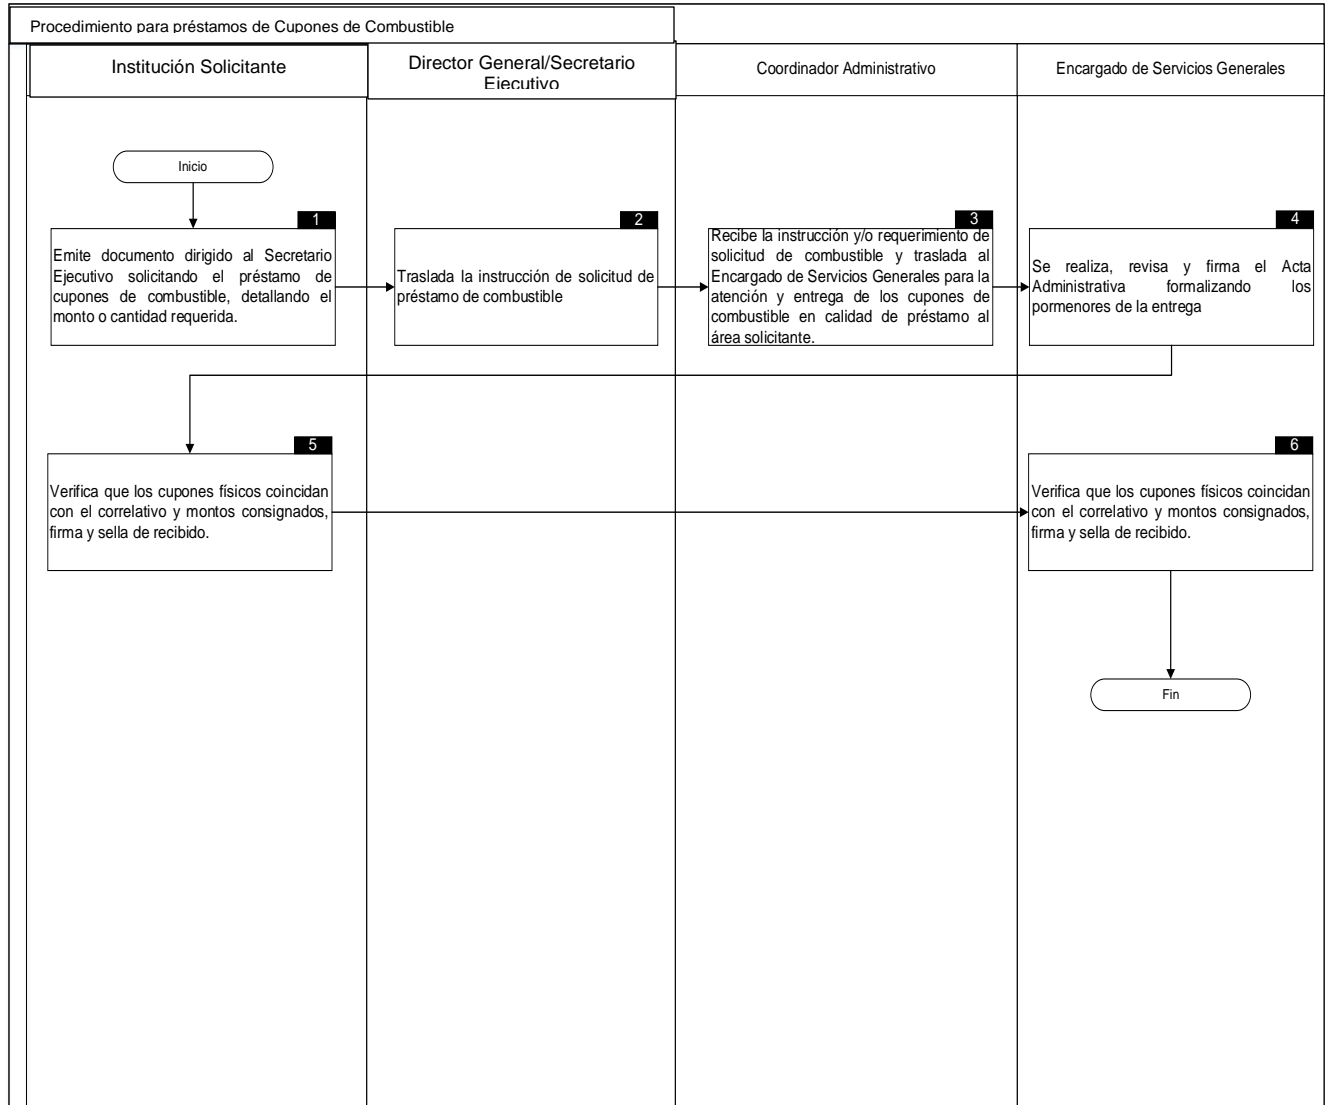 Procedimiento para préstamos de Cupones de Combustible
Institución Solicitante
Director General/Secretario
Ejecutivo
Coordinador Administrativo
Encargado de Servicios Generales
Inicio
1
Emite documento dirigido al Secretario
Ejecutivo solicitando el préstamo de
cupones de combustible, detallando el
monto o cantidad requerida.
2
Traslada la instrucción de solicitud de
préstamo de combustible
3
Recibe la instrucción y/o requerimiento de
solicitud de combustible y traslada al
Encargado de Servicios Generales para la
atención y entrega de los cupones de
combustible en calidad de préstamo al
área solicitante.
4
Se realiza, revisa y firma el Acta
Administrativa formalizando los
pormenores de la entrega
5
Verifica que los cupones físicos coincidan
con el correlativo y montos consignados,
firma y sella de recibido.
6
Verifica que los cupones físicos coincidan
con el correlativo y montos consignados,
firma y sella de recibido.
Fin